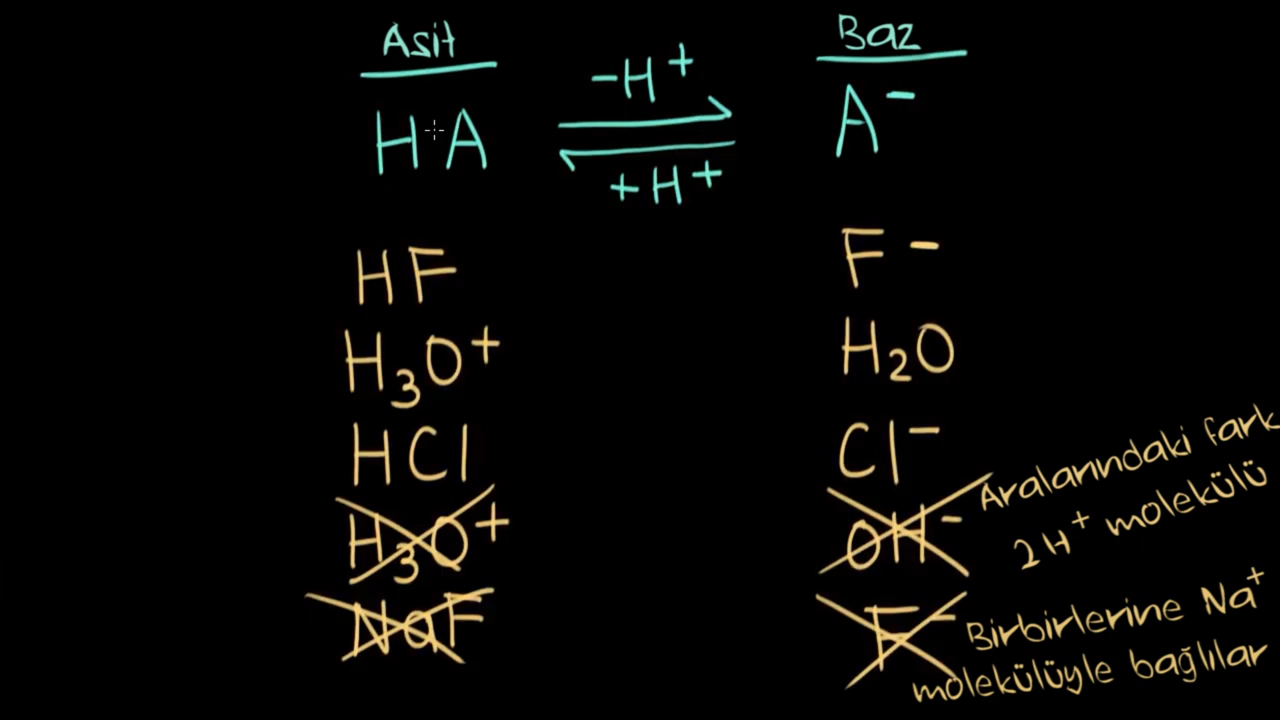 Asit Baz
-H⁺
HA A⁻
+H⁺
HF F⁻
H₃O⁺ H₂O
HCl Cl⁻
H₃O⁺ OH⁻ Aralarındaki fark
2H⁺ molekülü
NaF F⁻ Birbirlerine Na⁺
molekülüyle bağlılar